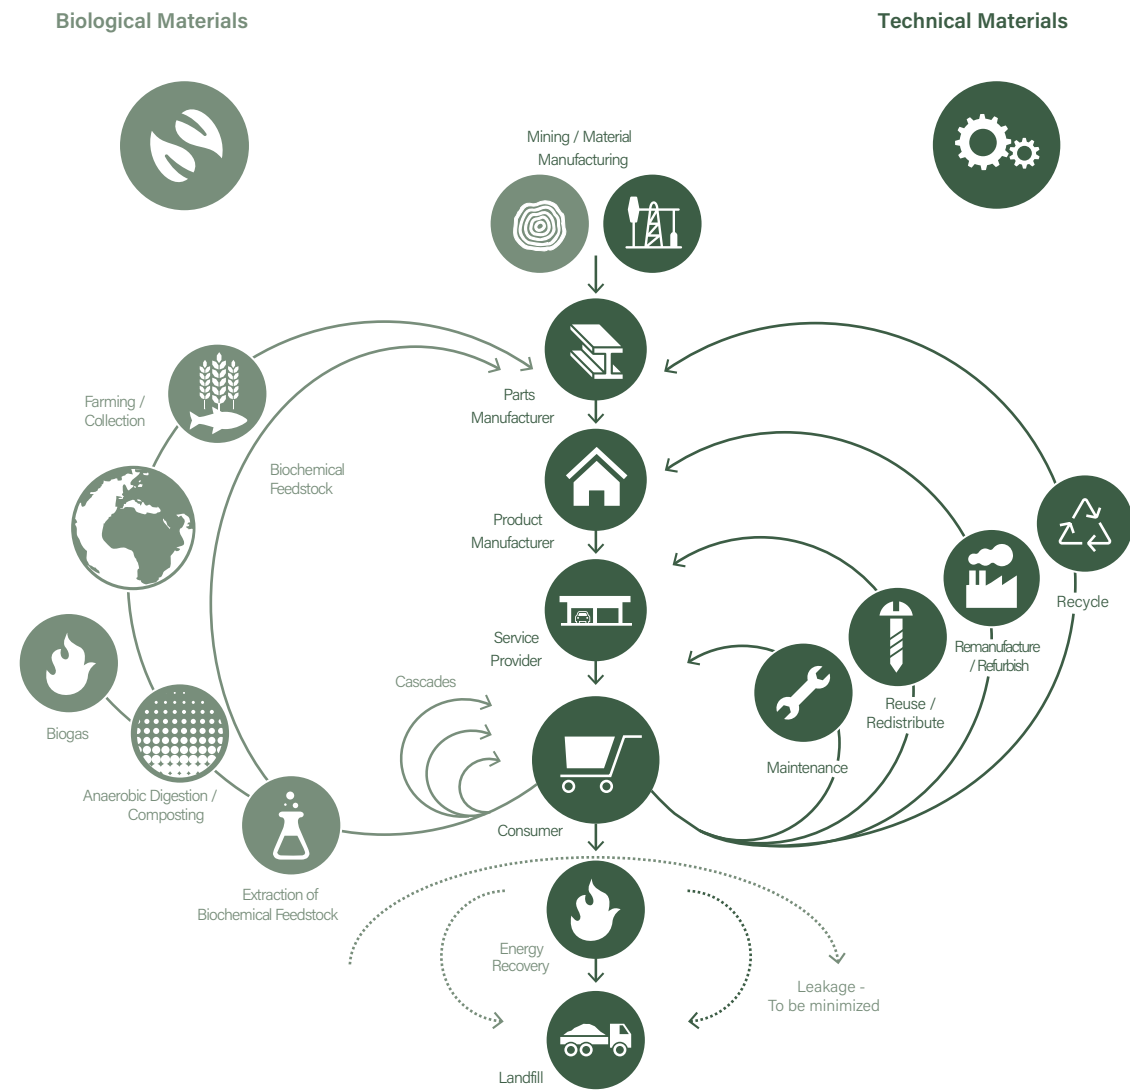 Biological Materials
Technical Materials
Mining / Material
Manufacturing
Parts
Manufacturer
Farming /
Collection
Biochemical
Feedstock
Product
Manufacturer
Recycle
Service
Provider
Remanufacture
/ Refurbish
Cascades
Reuse /
Redistribute
Biogas
Maintenance
Anaerobic Digestion /
Composting
Consumer
Extraction of
Biochemical Feedstock
Energy
Recovery
Leakage -
To be minimized
Landfill